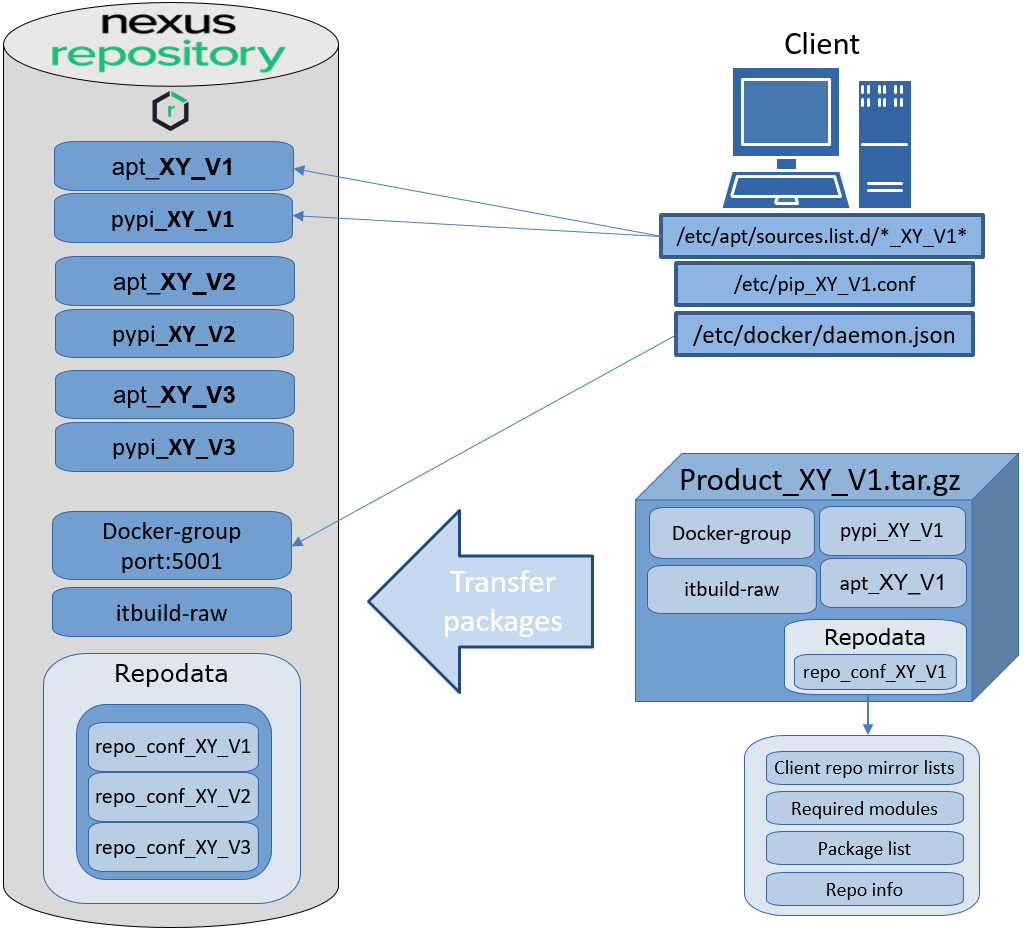 nexus
repository
r
apt_XY_V1
pypi_XY_V1
apt_XY_V2
pypi_XY_V2
apt_XY_V3
pypi_XY_V3
Docker-group
port:5001
itbuild-raw
Repodata
repo_conf_XY_V1
repo_conf_XY_V2
repo_conf_XY_V3
Client
/etc/apt/sources.list.d/*_XY_V1*
/etc/pip_XY_V1.conf
/etc/docker/daemon.json
Transfer
packages
Product_XY_V1.tar.gz
Docker-group
pypi_XY_V1
itbuild-raw
apt_XY_V1
Repodata
repo_conf_XY_V1
Client repo mirror lists
Required modules
Package list
Repo info